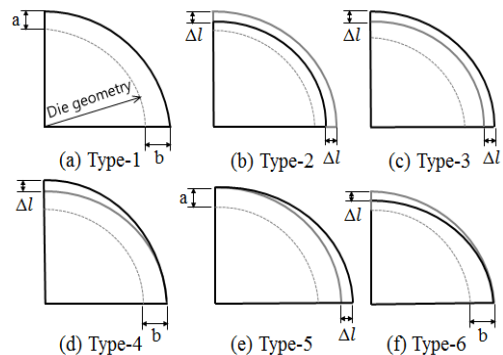 a
Die geometry
b
Δl
Δl
Δl
Δl
(a) Type-1
(b) Type-2
(c) Type-3
Δl
b
a
Δl
Δl
b
(d) Type-4
(e) Type-5
(f) Type-6